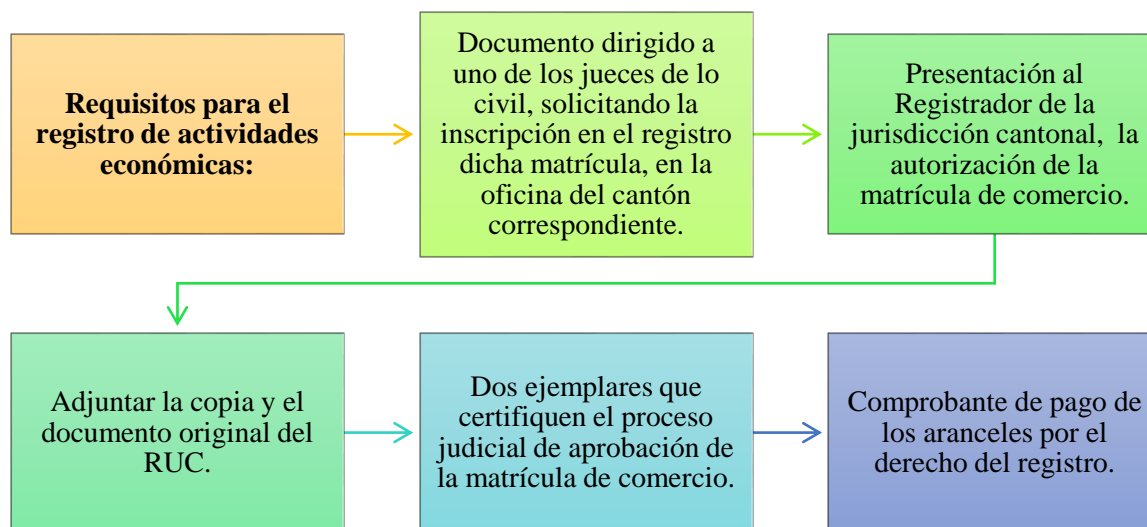 Requisitos para el
registro de actividades
económicas:
Documento dirigido a
uno de los jueces de lo
civil, solicitando la
inscripción en el registro
dicha matrícula, en la
oficina del cantón
correspondiente.
Presentación al
Registrador de la
jurisdicción cantonal, la
autorización de la
matrícula de comercio.
Adjuntar la copia y el
documento original del
RUC.
Dos ejemplares que
certifiquen el proceso
judicial de aprobación de
la matrícula de comercio.
Comprobante de pago de
los aranceles por el
derecho del registro.